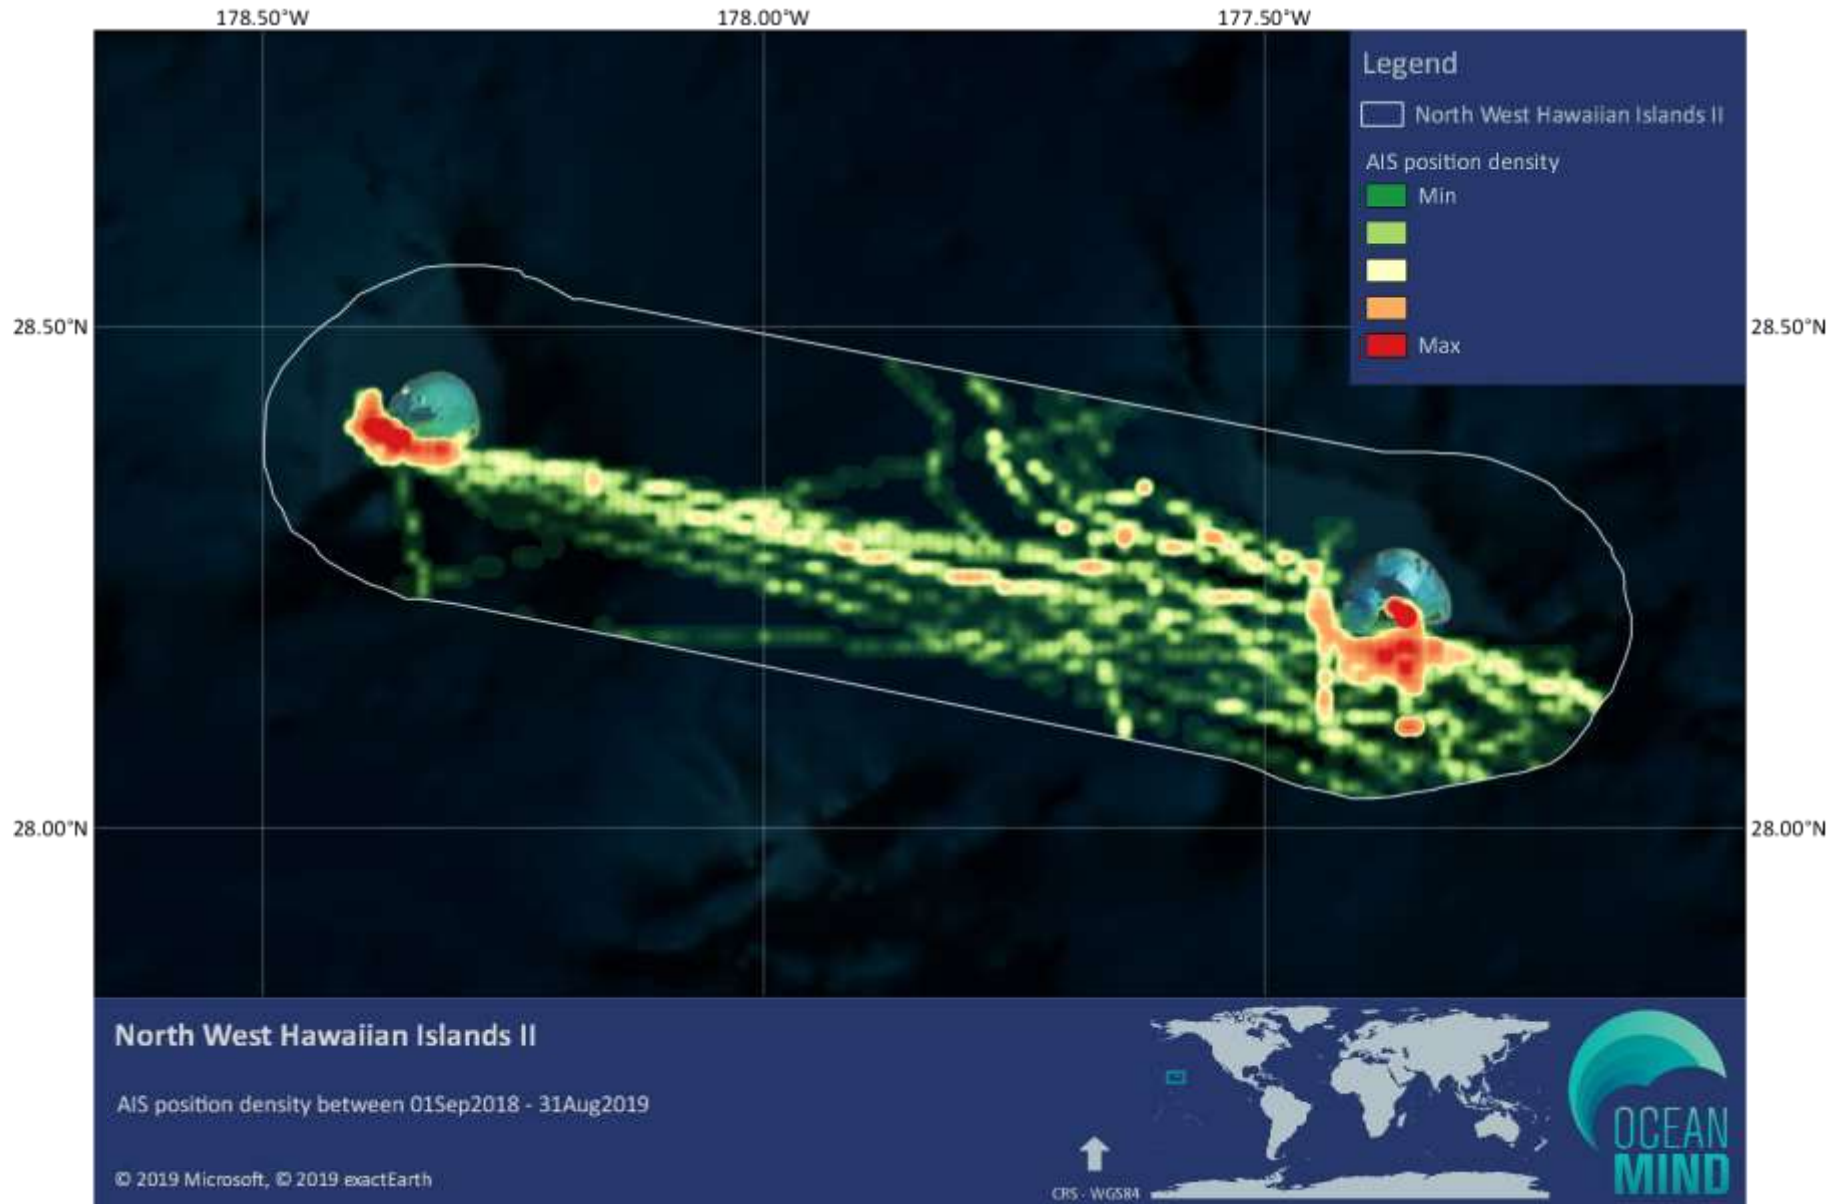 178.50°W 178.00°W 177.50°W
Legend
North West Hawaiian Islands II
AIS position density
Min
Max
28.50°N 28.50°N
28.00°N 28.00°N
North West Hawaiian Islands II
AIS position density between 01Sep2018 - 31Aug2019
© 2019 Microsoft, © 2019 exactEarth
CRS - WGS84
OCEAN
MIND